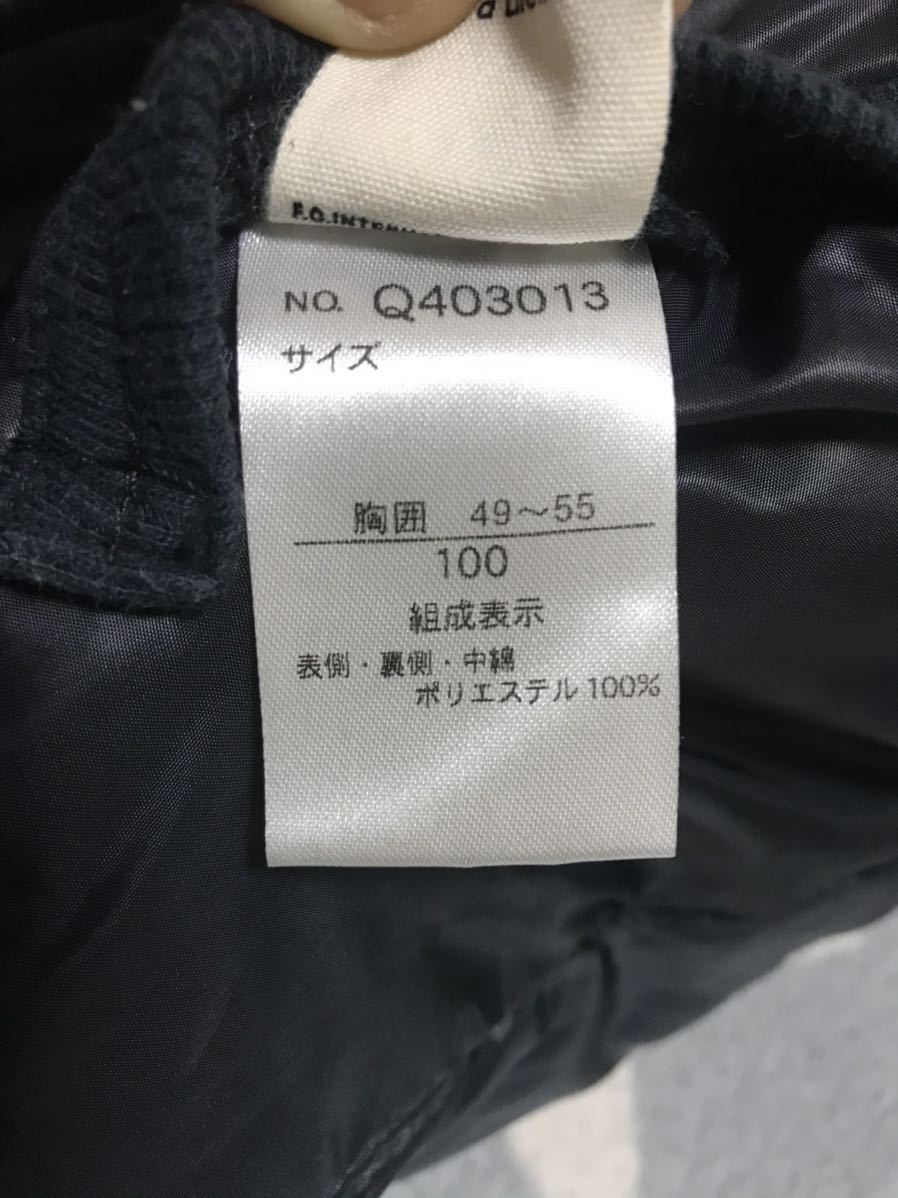 F.O.INTERN
NO. Q403013
サイズ
胸囲 49～55
100
組成表示
表側・裏側・中綿
ポリエステル 100%